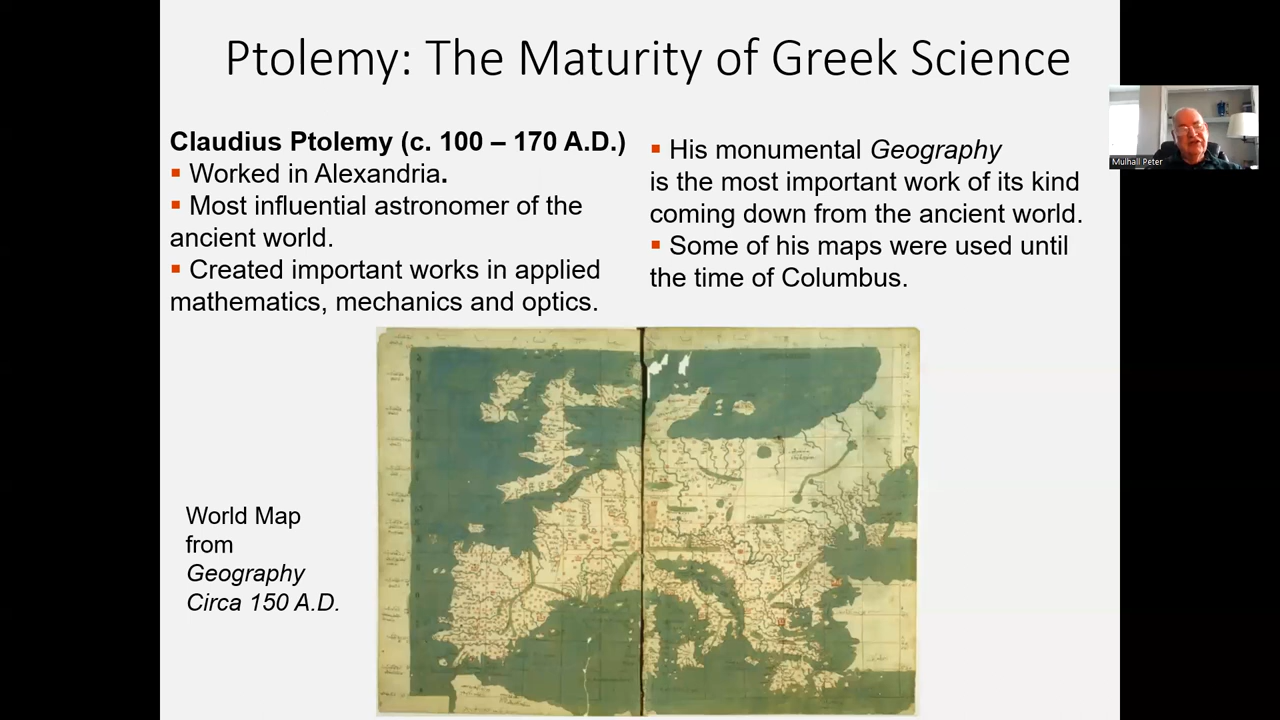 Ptolemy: The Maturity of Greek Science
Claudius Ptolemy (c. 100 – 170 A.D.)
▪ Worked in Alexandria.
▪ Most influential astronomer of the
ancient world.
▪ Created important works in applied
mathematics, mechanics and optics.
▪ His monumental Geography
is the most important work of its kind
coming down from the ancient world.
▪ Some of his maps were used until
the time of Columbus.
World Map
from
Geography
Circa 150 A.D.
Mulhall Peter